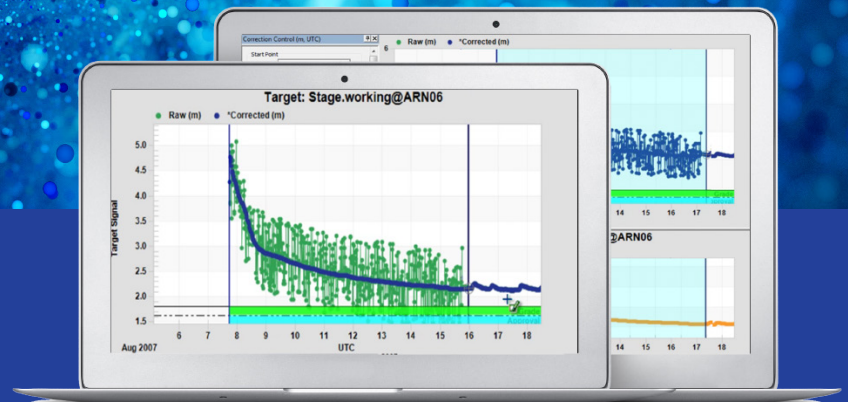 Correction Control (m, UTC)
Start Point
6
Raw (m) *Corrected (m)
14 15 16 17 18
@ARN06
14 15 16 17 18
Target: Stage.working@ARN06
Raw (m) *Corrected (m)
Target Signal
5.0
4.5
4.0
3.5
3.0
2.5
2.0
1.5
6 7 8 9 10 11 12 13 14 15 16 17 18
Aug 2007 UTC